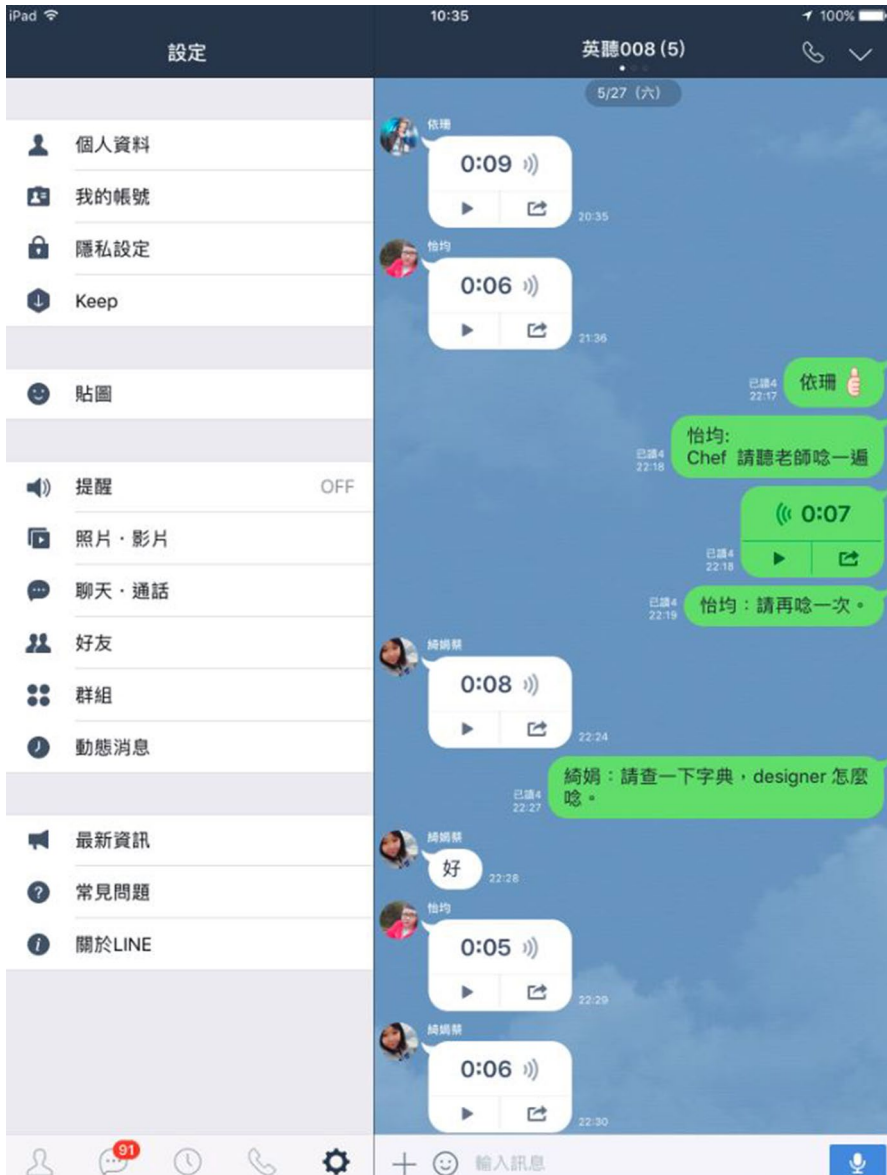 iPad 10:35 100%
設定
個人資料
我的帳號
隱私設定
Keep
貼圖
提醒 OFF
照片・影片
聊天・通話
好友
群組
動態消息
最新資訊
常見問題
關於LINE
91
英聽008 (5)
5/27（六）
依珊
0:09
20:35
怡均
0:06
21:36
依珊
已讀4
22:17
怡均:
Chef 請聽老師唸一遍
已讀4
22:18
0:07
已讀4
22:18
怡均：請再唸一次。
已讀4
22:19
綺娟蔡
0:08
22:24
綺娟：請查一下字典，designer 怎麼
唸。
已讀4
22:27
綺娟蔡
好
22:28
怡均
0:05
22:29
綺娟蔡
0:06
22:30
輸入訊息